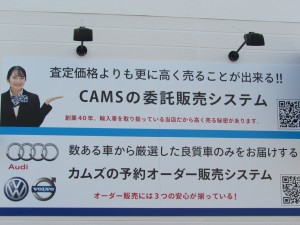 査定価格よりも更に高く売ることが出来る!!
CAMSの委託販売システム
創業40年、輸入車を取り扱っている当店だから高く売る秘密があります。
Audi
数ある車から厳選した良質車のみをお届けする
カムズの予約オーダー販売システム
VOLVO
オーダー販売には3つの安心が揃っている!